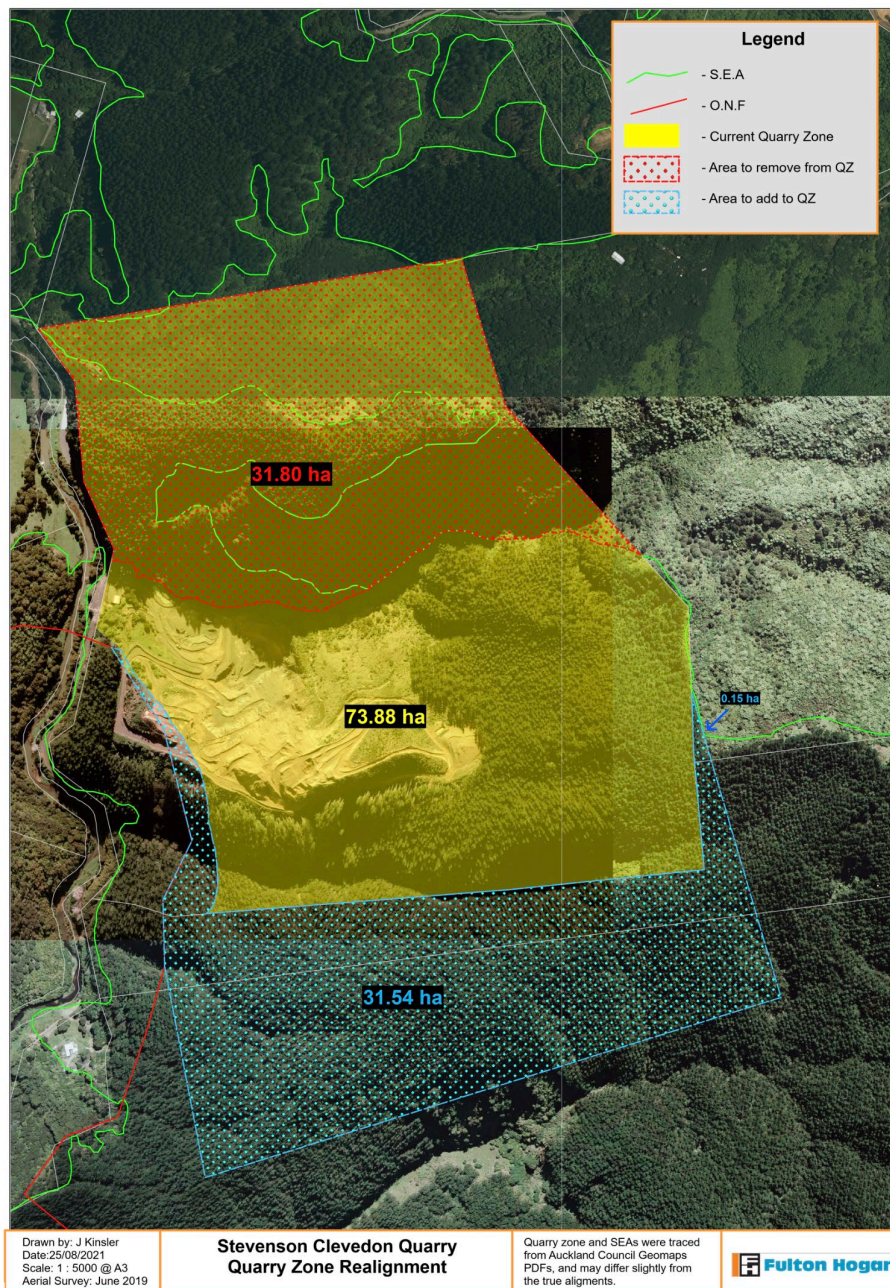 Legend
- S.E.A
- O.N.F
- Current Quarry Zone
- Area to remove from QZ
- Area to add to QZ
31.80 ha
0.15 ha
73.88 ha
31.54 ha
Drawn by: J Kinsler
Date:25/08/2021
Scale: 1 : 5000 @ A3
Aerial Survey: June 2019
Stevenson Clevedon Quarry
Quarry Zone Realignment
Quarry zone and SEAs were traced
from Auckland Council Geomaps
PDFs, and may differ slightly from
the true aligments.
FH Fulton Hogan